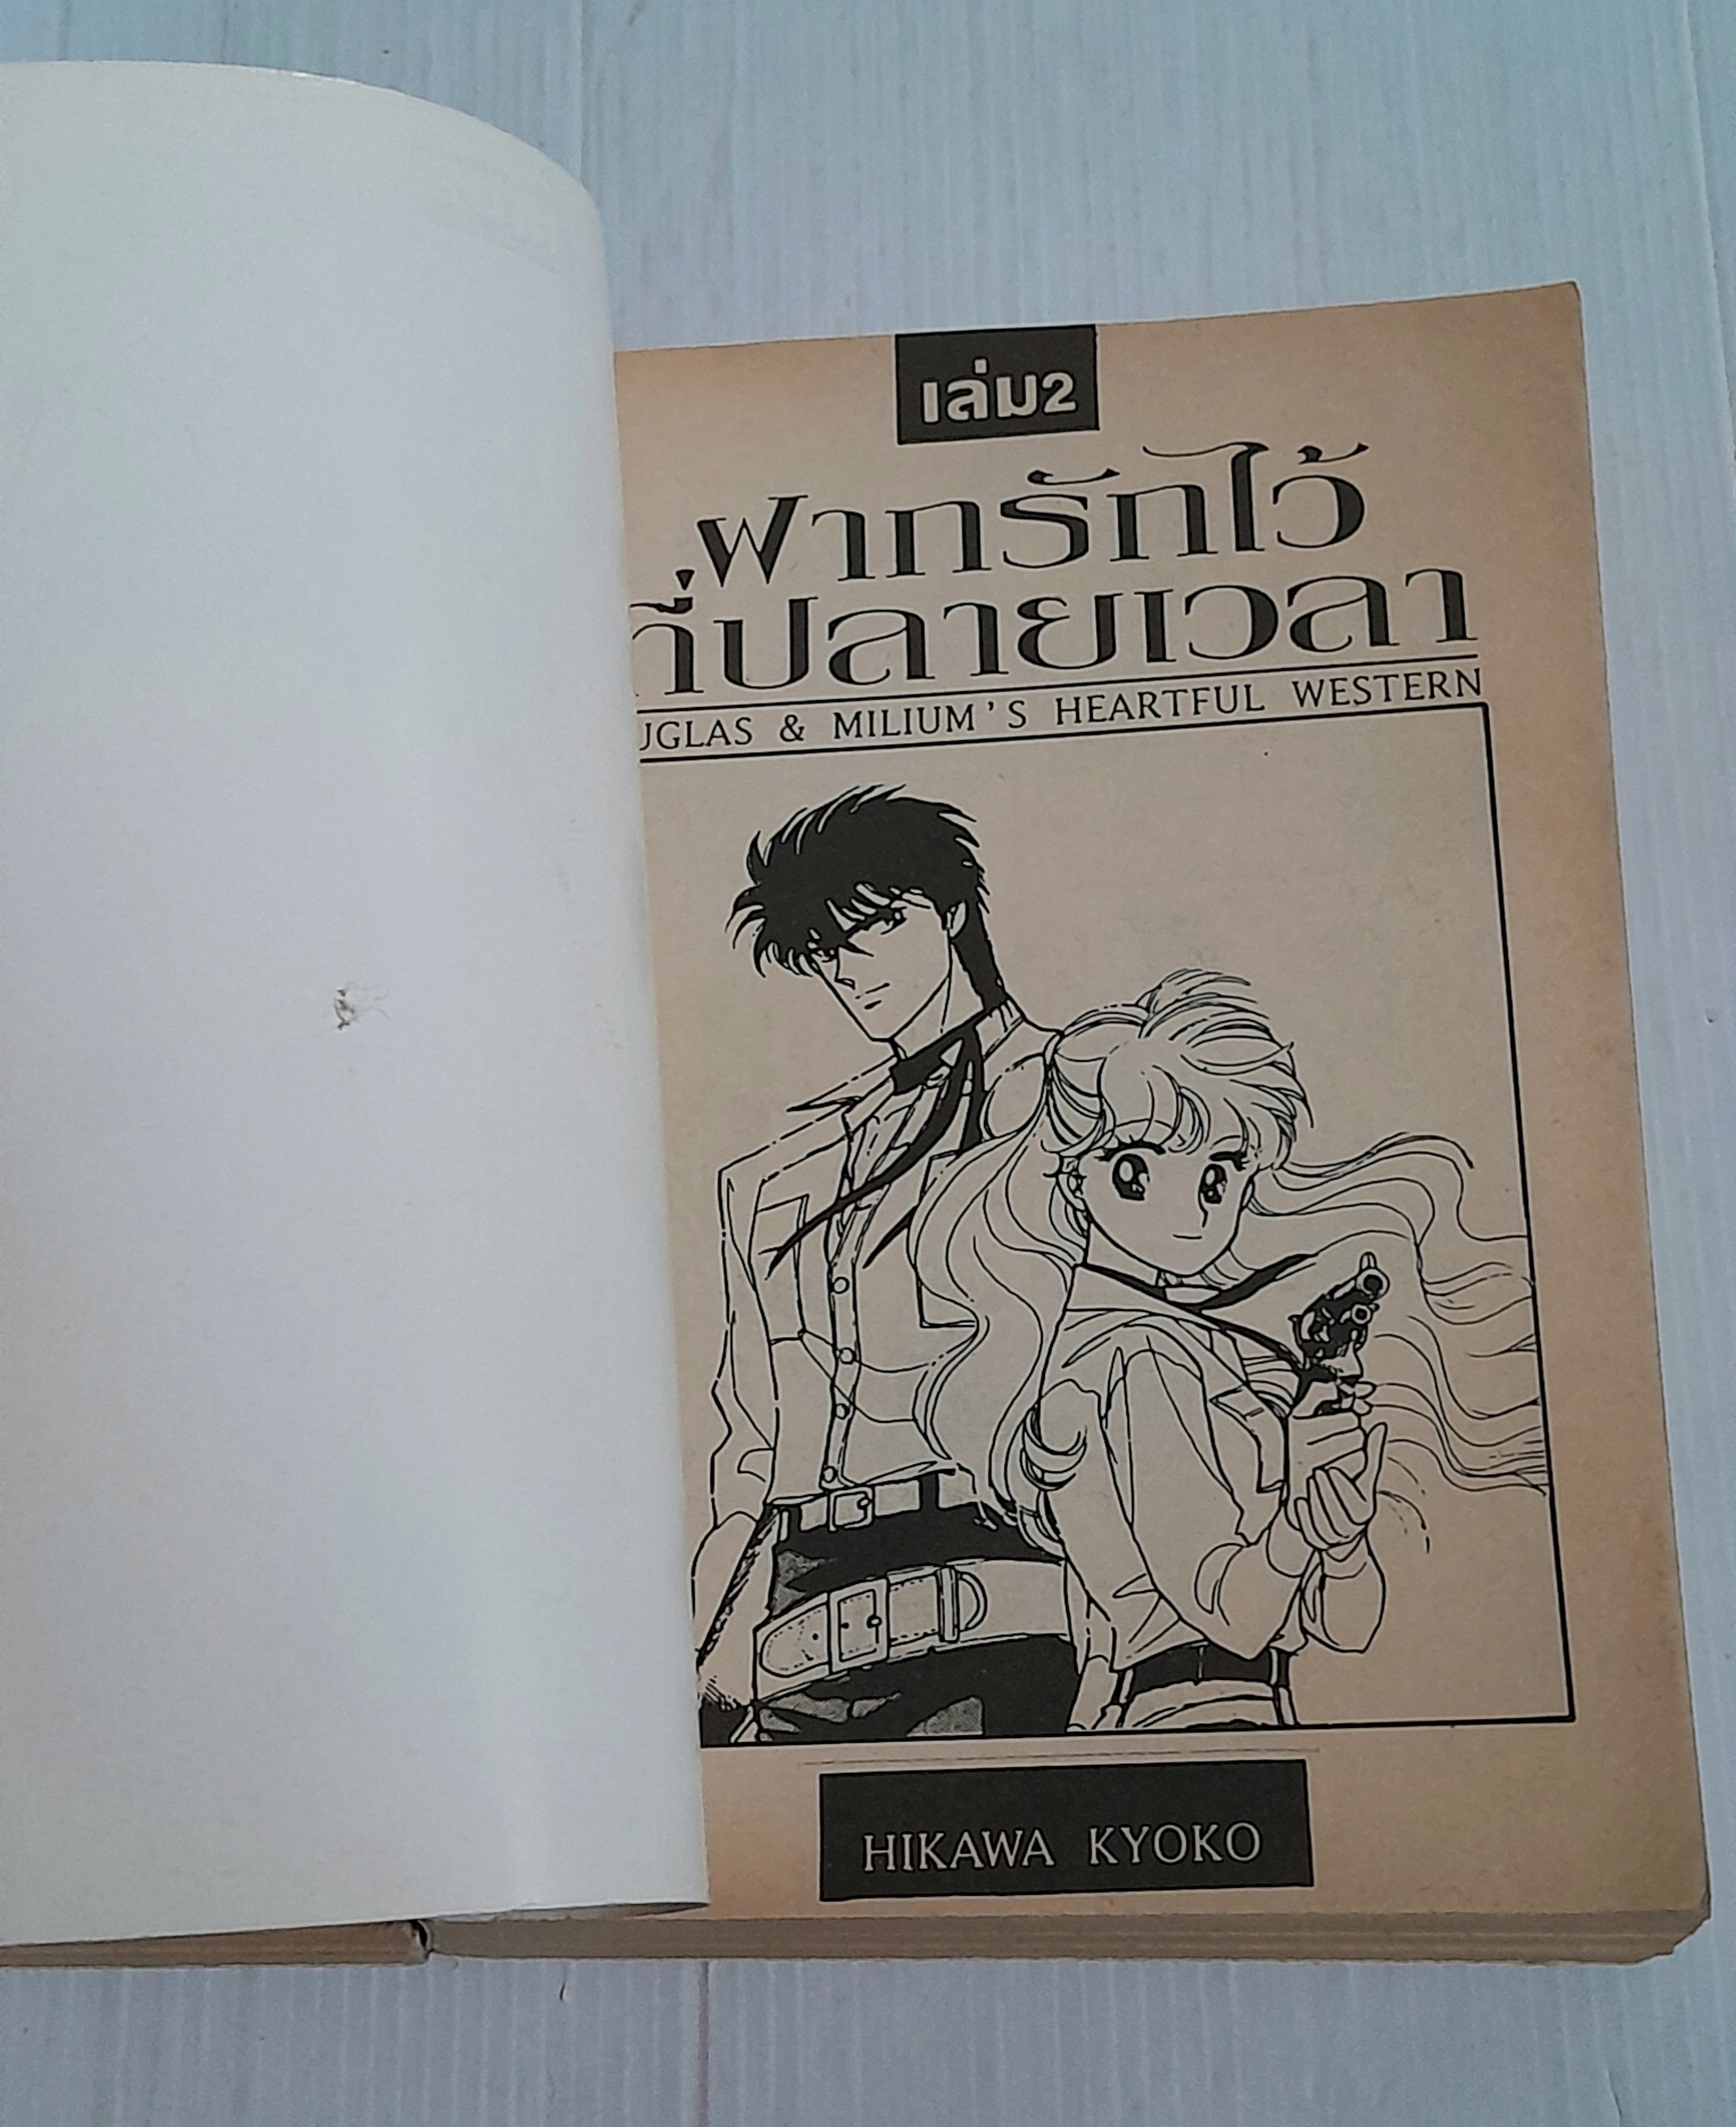 เล่ม2
ฝากรักไว้
ที่ปลายเวลา
UGLAS & MILIUM'S HEARTFUL WESTERN
HIKAWA KYOKO